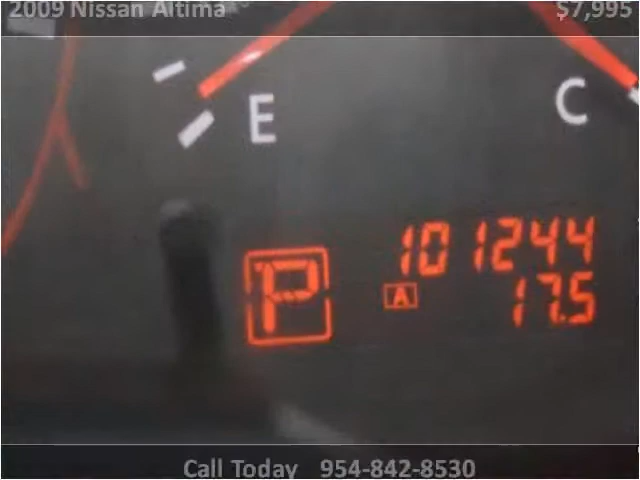 2009 Nissan Altima $7,995
E C
101244
P A 17.5
Call Today 954-842-8530